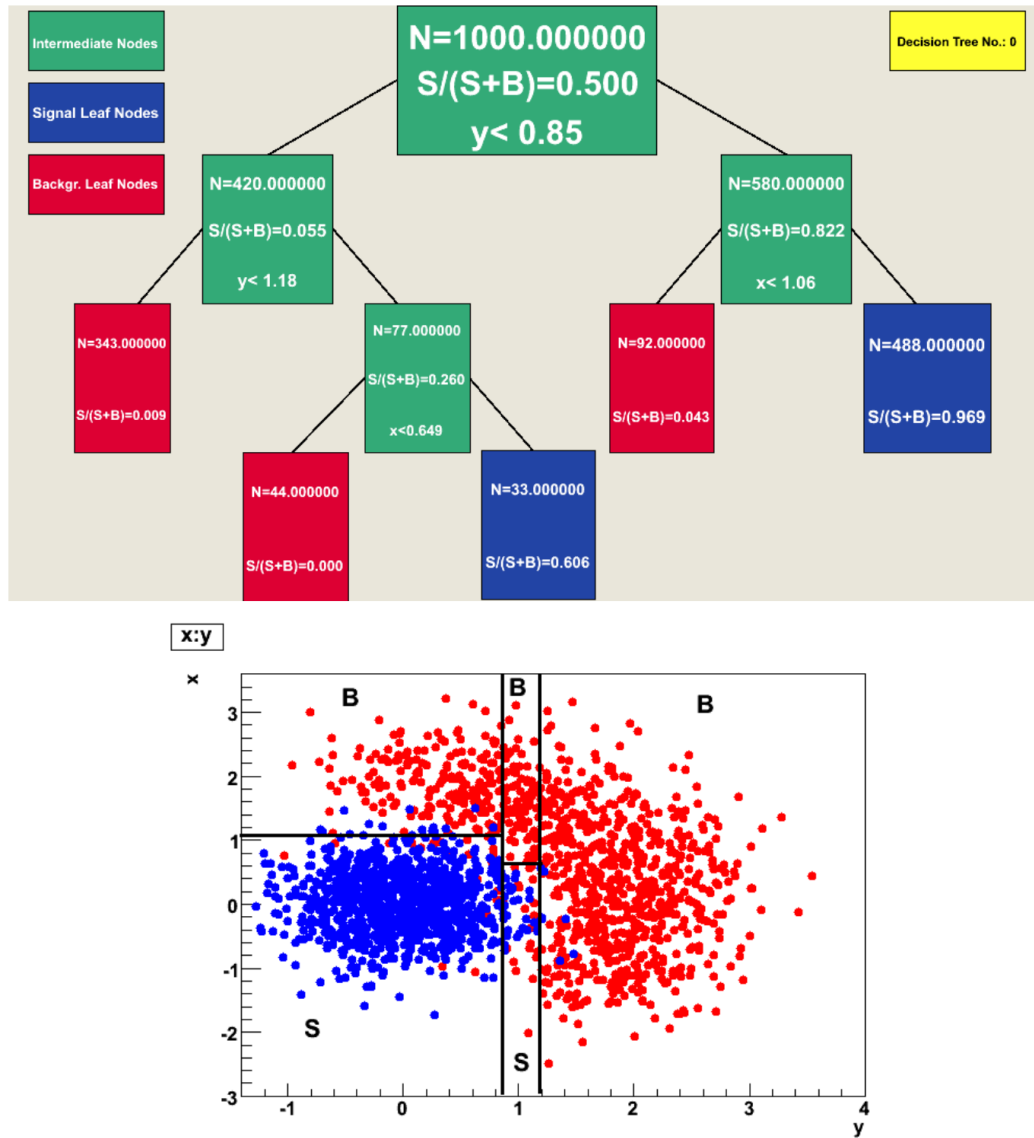 Intermediate Nodes
Signal Leaf Nodes
Backgr. Leaf Nodes
Decision Tree No.: 0
N=1000.000000
S/(S+B)=0.500
y< 0.85
N=420.000000
S/(S+B)=0.055
y< 1.18
N=580.000000
S/(S+B)=0.822
x< 1.06
N=343.000000
S/(S+B)=0.009
N=77.000000
S/(S+B)=0.260
x<0.649
N=92.000000
S/(S+B)=0.043
N=488.000000
S/(S+B)=0.969
N=44.000000
S/(S+B)=0.000
N=33.000000
S/(S+B)=0.606
x:y
x
B
B
B
3
2
1
0
-1
-2
-3
S
S
-1
0
1
2
3
4
y